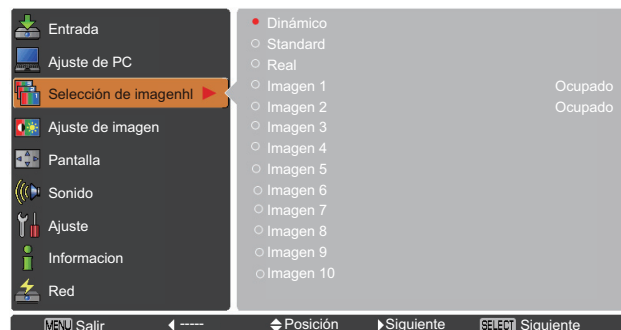 Entrada
Ajuste de PC
Selección de imagenhl
Ajuste de imagen
Pantalla
Sonido
Ajuste
Informacion
Red
Dinámico
Standard
Real
Imagen 1 Ocupado
Imagen 2 Ocupado
Imagen 3
Imagen 4
Imagen 5
Imagen 6
Imagen 7
Imagen 8
Imagen 9
Imagen 10
MENU Salir ----- Posición Siguiente SELECT Siguiente